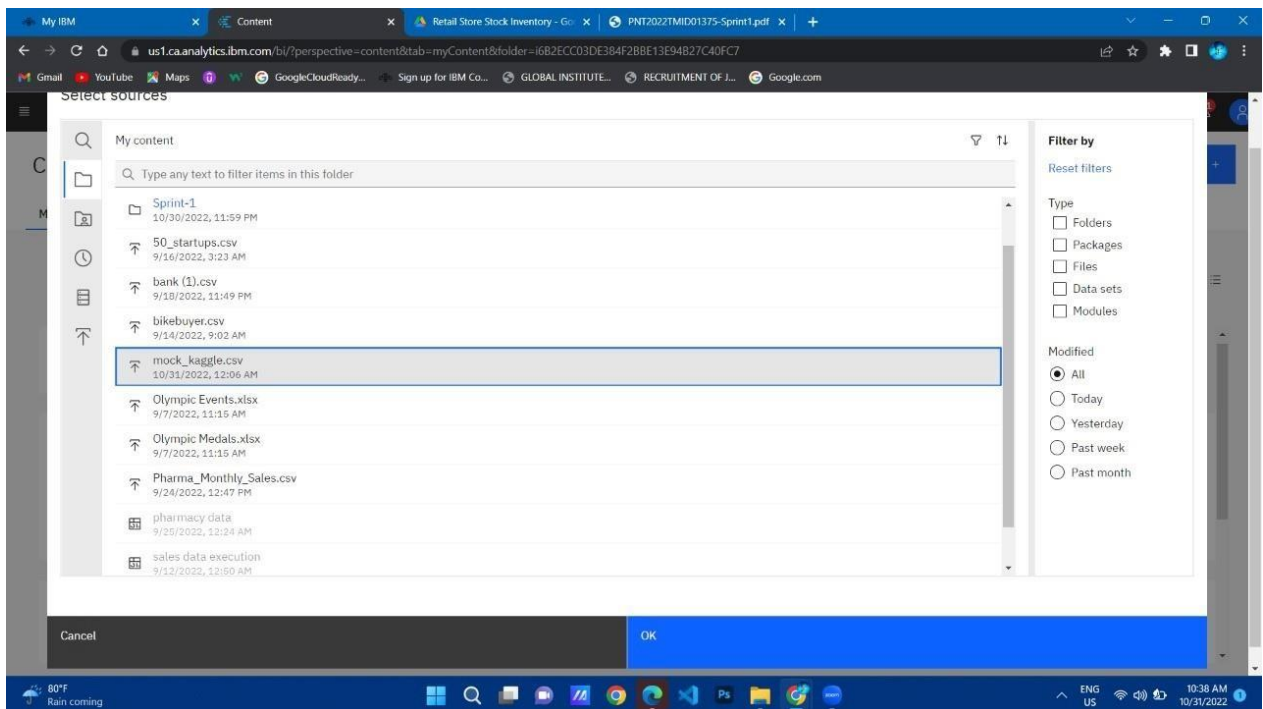 My IBM
Content
Retail Store Stock Inventory - Go
PNT2022TMID01375-Sprint1.pdf
us1.ca.analytics.ibm.com/bi/?perspective=content&tab=myContent&folder=i6B2ECC03DE384F2BBE13E94B27C40FC7
Gmail YouTube Maps GoogleCloudReady... Sign up for IBM Co... GLOBAL INSTITUTE... RECRUITMENT OF J... Google.com
Select sources
My content
Type any text to filter items in this folder
Sprint-1
10/30/2022, 11:59 PM
50_startups.csv
9/16/2022, 3:23 AM
bank (1).csv
9/18/2022, 11:49 PM
bikebuyer.csv
9/14/2022, 9:02 AM
mock_kaggle.csv
10/31/2022, 12:06 AM
Olympic Events.xlsx
9/7/2022, 11:15 AM
Olympic Medals.xlsx
9/7/2022, 11:15 AM
Pharma_Monthly_Sales.csv
9/24/2022, 12:47 PM
pharmacy data
9/25/2022, 12:24 AM
sales data execution
9/12/2022, 12:50 AM
Filter by
Reset filters
Type
Folders
Packages
Files
Data sets
Modules
Modified
All
Today
Yesterday
Past week
Past month
Cancel
OK
80°F
Rain coming
Ps
ENG
US
10:38 AM
10/31/2022
1